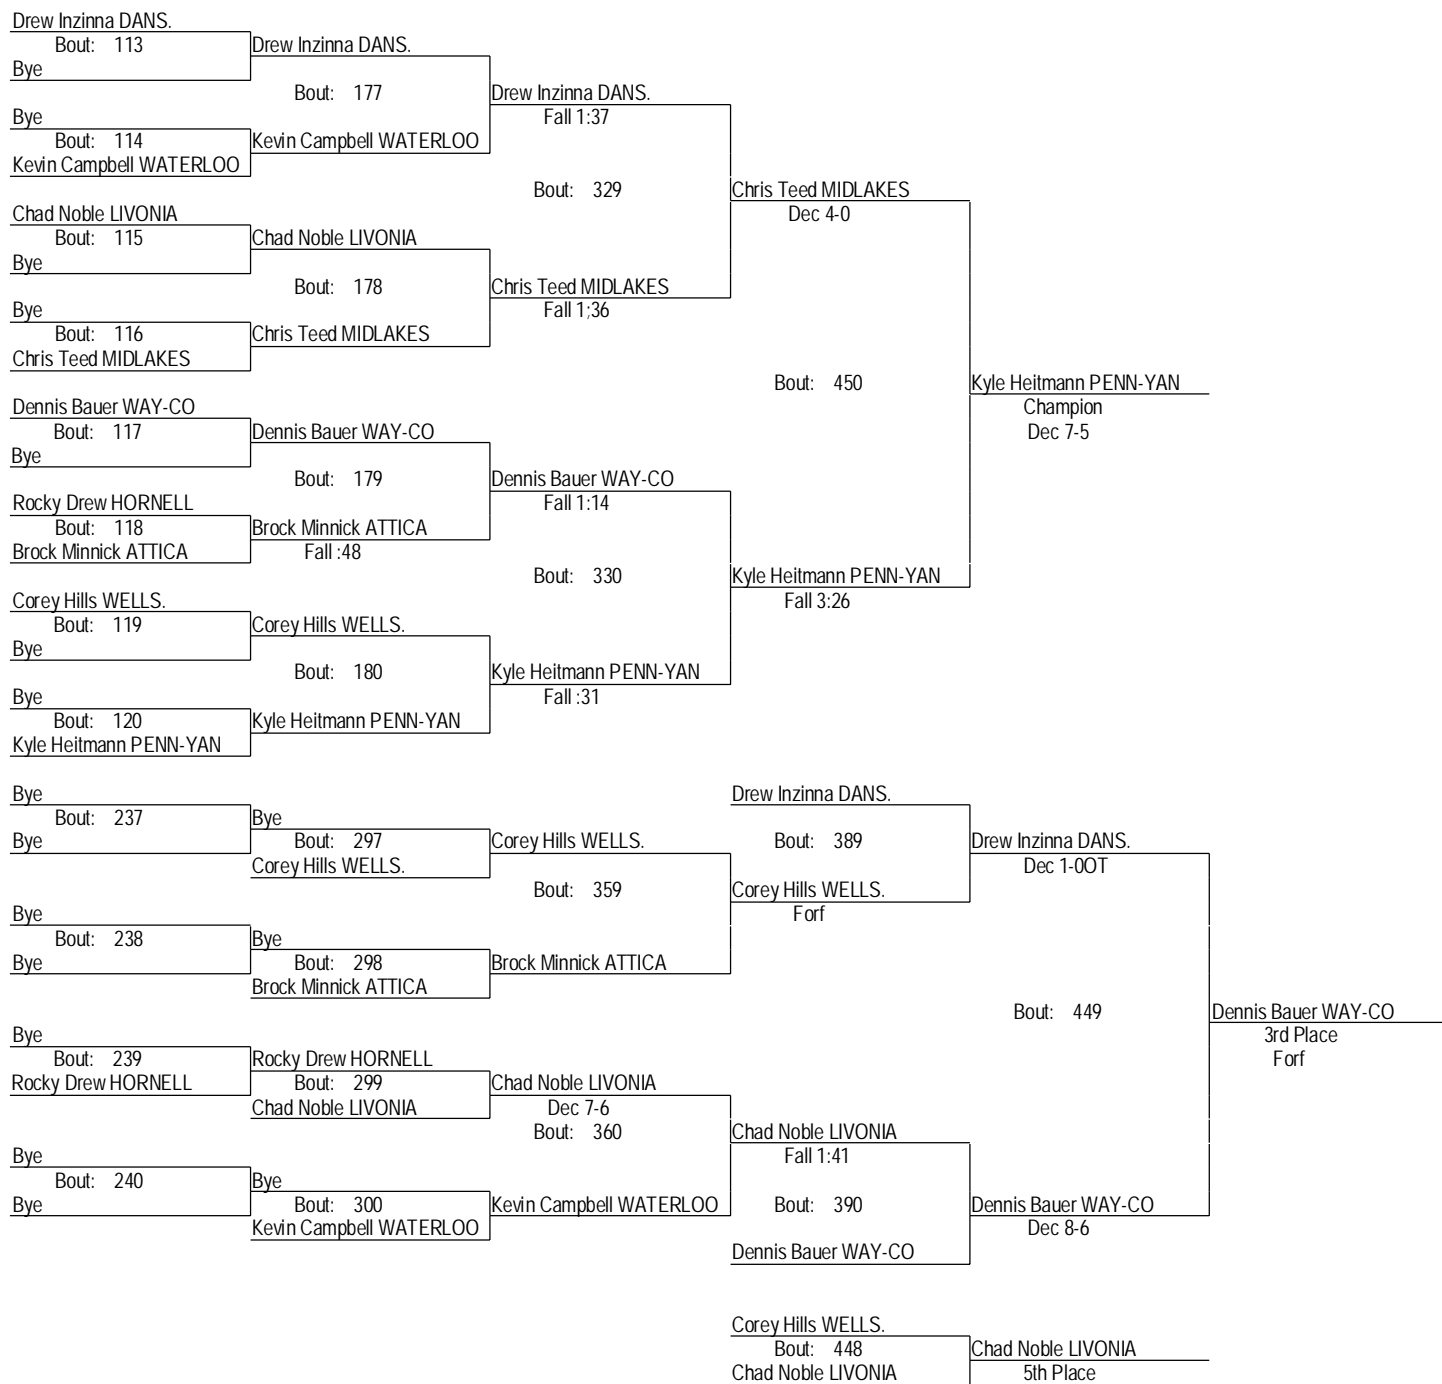 Drew Inzinna DANS.
Bout: 113
Drew Inzinna DANS.
Bye
Bout: 177
Drew Inzinna DANS.
Bye
Fall 1:37
Bout: 114
Kevin Campbell WATERLOO
Kevin Campbell WATERLOO
Bout: 329
Chris Teed MIDLAKES
Chad Noble LIVONIA
Dec 4-0
Bout: 115
Chad Noble LIVONIA
Bye
Bout: 178
Chris Teed MIDLAKES
Bye
Fall 1;36
Bout: 116
Chris Teed MIDLAKES
Chris Teed MIDLAKES
Bout: 450
Kyle Heitmann PENN-YAN
Dennis Bauer WAY-CO
Champion
Bout: 117
Dennis Bauer WAY-CO
Dec 7-5
Bye
Bout: 179
Dennis Bauer WAY-CO
Rocky Drew HORNELL
Fall 1:14
Bout: 118
Brock Minnick ATTICA
Brock Minnick ATTICA
Fall :48
Bout: 330
Kyle Heitmann PENN-YAN
Corey Hills WELLS.
Fall 3:26
Bout: 119
Corey Hills WELLS.
Bye
Bout: 180
Kyle Heitmann PENN-YAN
Bye
Fall :31
Bout: 120
Kyle Heitmann PENN-YAN
Kyle Heitmann PENN-YAN
Bye
Drew Inzinna DANS.
Bout: 237
Bye
Bye
Bout: 297
Corey Hills WELLS.
Bout: 389
Drew Inzinna DANS.
Corey Hills WELLS.
Dec 1-0OT
Bout: 359
Corey Hills WELLS.
Bye
Forf
Bout: 238
Bye
Bye
Bout: 298
Brock Minnick ATTICA
Brock Minnick ATTICA
Bout: 449
Dennis Bauer WAY-CO
Bye
3rd Place
Bout: 239
Rocky Drew HORNELL
Forf
Rocky Drew HORNELL
Bout: 299
Chad Noble LIVONIA
Chad Noble LIVONIA
Dec 7-6
Bout: 360
Chad Noble LIVONIA
Bye
Fall 1:41
Bout: 240
Bye
Bye
Bout: 300
Kevin Campbell WATERLOO
Bout: 390
Dennis Bauer WAY-CO
Kevin Campbell WATERLOO
Dec 8-6
Dennis Bauer WAY-CO
Corey Hills WELLS.
Bout: 448
Chad Noble LIVONIA
Chad Noble LIVONIA
5th Place